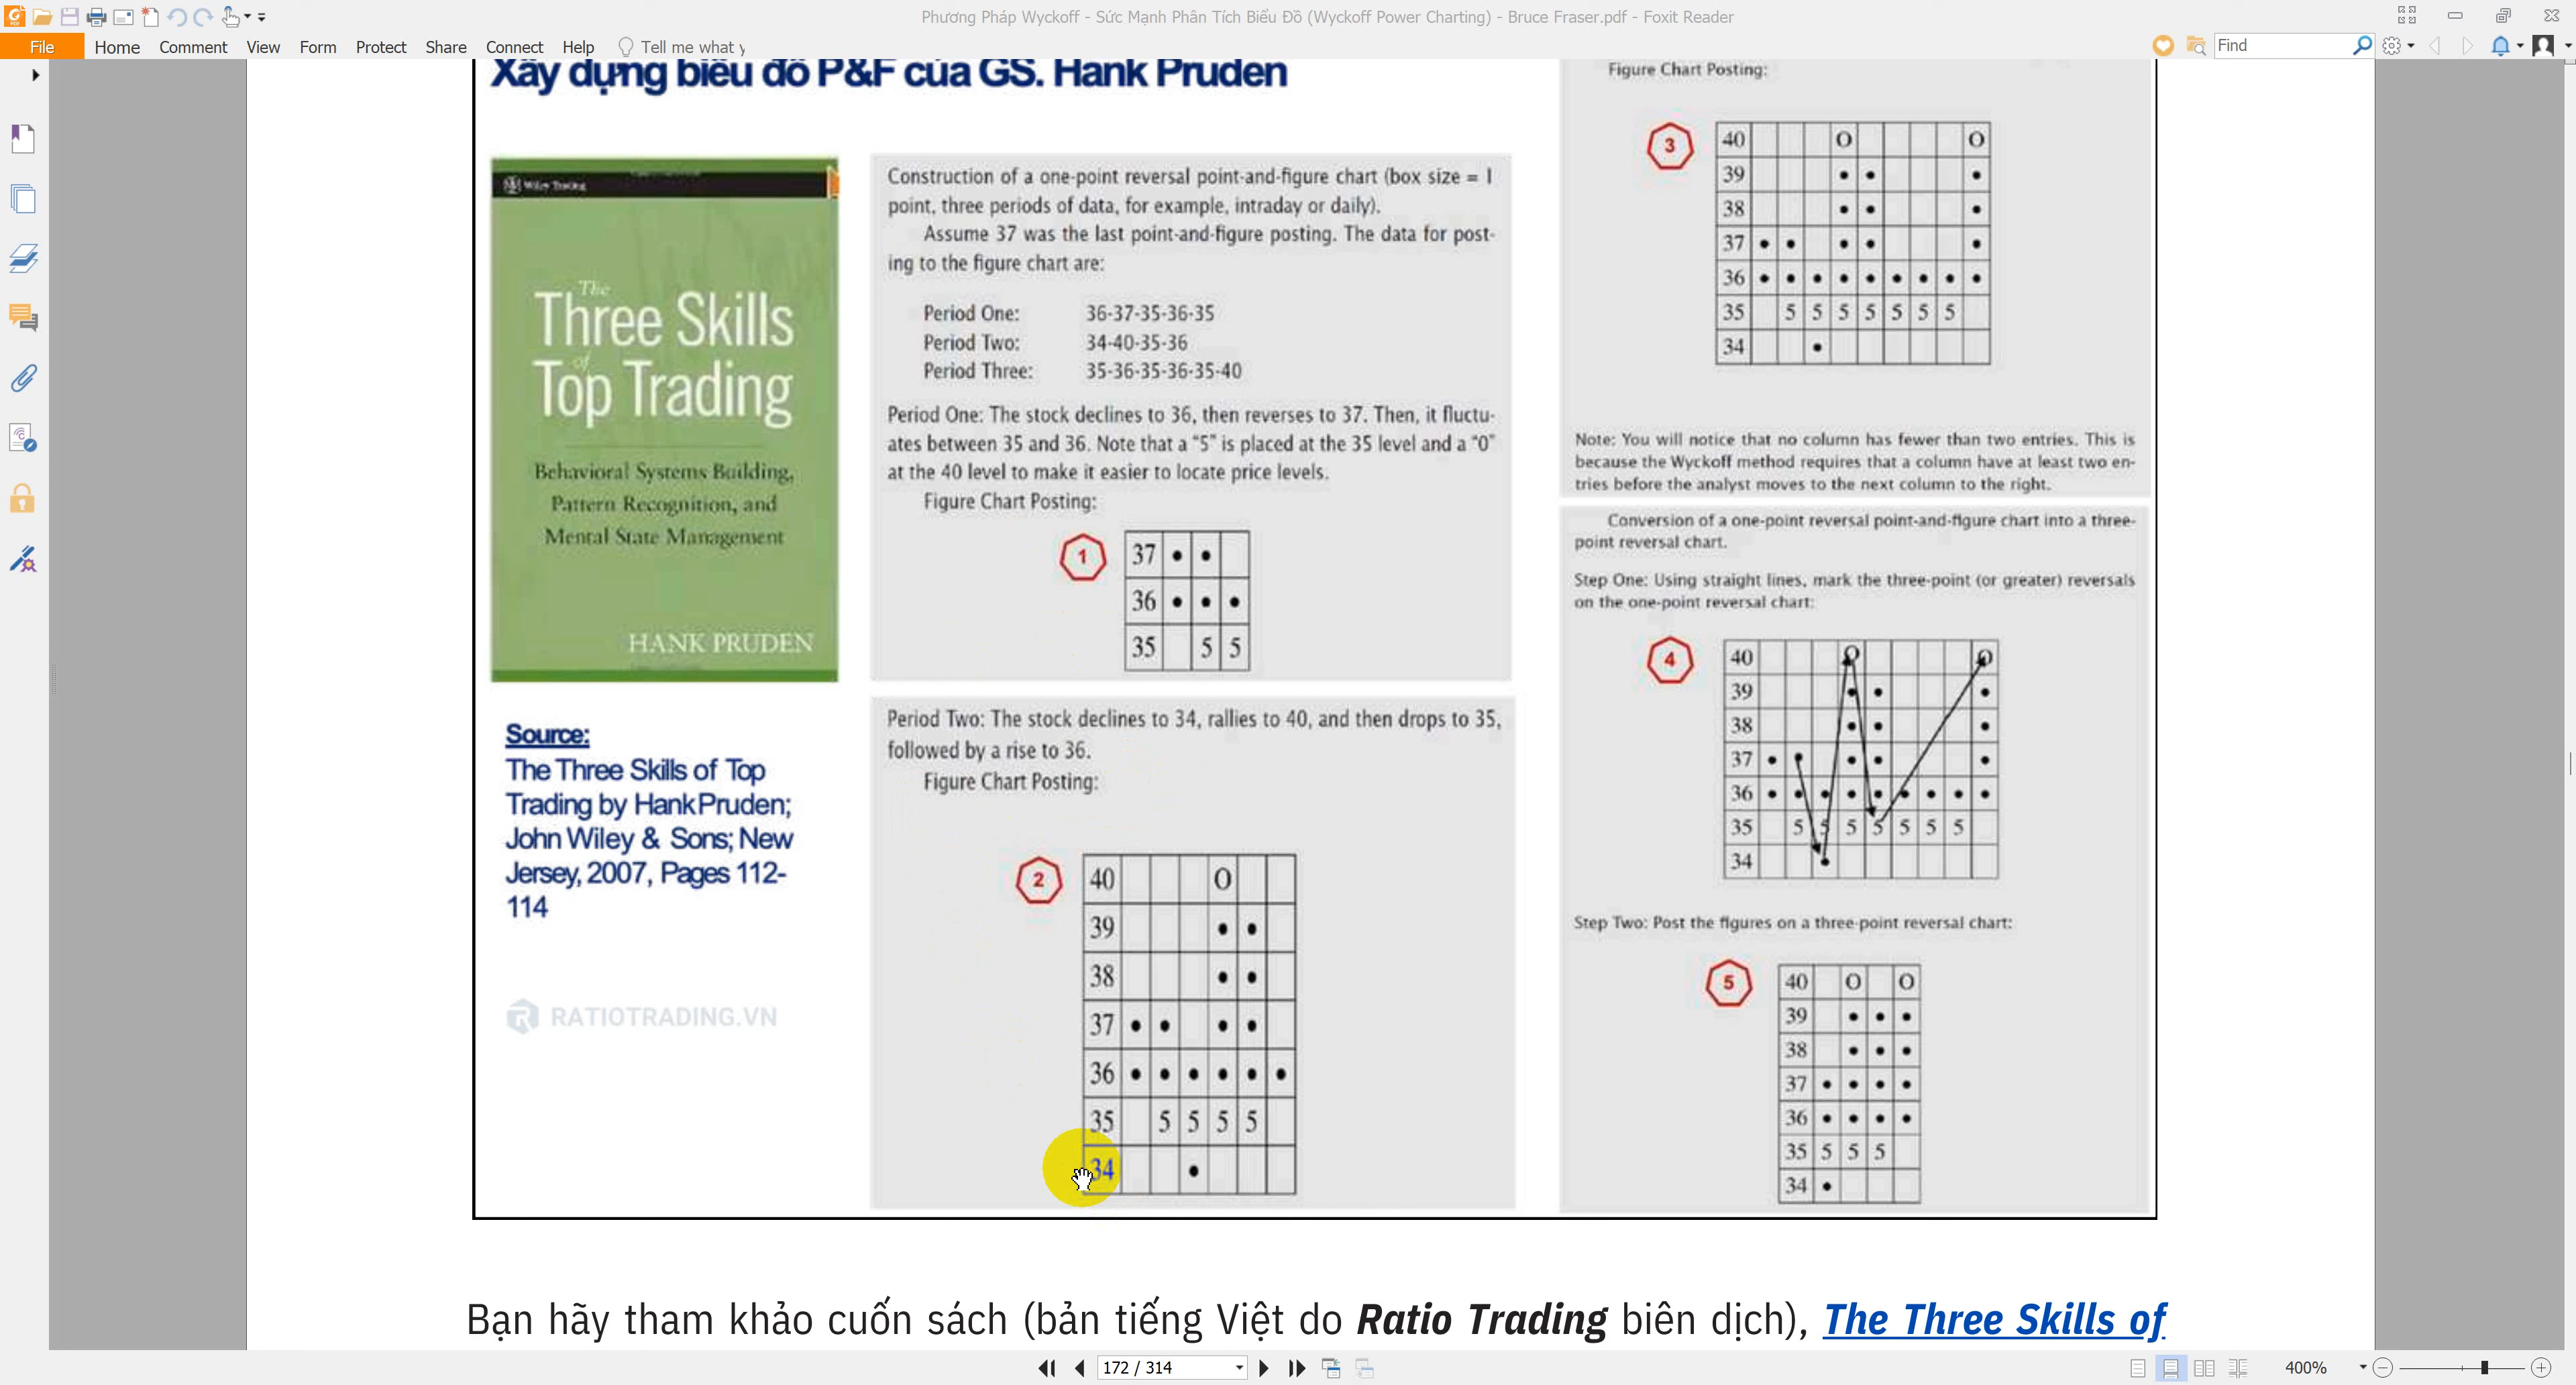 Phương Pháp Wyckoff - Sức Mạnh Phân Tích Biểu Đồ (Wyckoff Power Charting) - Bruce Fraser.pdf - Foxit Reader
File Home Comment View Form Protect Share Connect Help Tell me what y
Find
Xây dựng biểu đồ P&F của GS. Hank Pruden
Wiley Trading
The
Three Skills
of
Top Trading
Behavioral Systems Building,
Pattern Recognition, and
Mental State Management
HANK PRUDEN
Source:
The Three Skills of Top
Trading by Hank Pruden;
John Wiley & Sons; New
Jersey, 2007, Pages 112-
114
RATIOTRADING.VN
Construction of a one-point reversal point-and-figure chart (box size = 1
point, three periods of data, for example, intraday or daily).
Assume 37 was the last point-and-figure posting. The data for post-
ing to the figure chart are:
Period One: 36-37-35-36-35
Period Two: 34-40-35-36
Period Three: 35-36-35-36-35-40
Period One: The stock declines to 36, then reverses to 37. Then, it fluctu-
ates between 35 and 36. Note that a "5" is placed at the 35 level and a "0"
at the 40 level to make it easier to locate price levels.
Figure Chart Posting:
1
37 • •
36 • • •
35 5 5
Period Two: The stock declines to 34, rallies to 40, and then drops to 35,
followed by a rise to 36.
Figure Chart Posting:
2
40 O
39 • •
38 • •
37 • • • •
36 • • • • • •
35 5 5 5 5
34 •
Figure Chart Posting:
3
40 O O
39 • • •
38 • • •
37 • • • • •
36 • • • • • • • • •
35 5 5 5 5 5 5 5
34 •
Note: You will notice that no column has fewer than two entries. This is
because the Wyckoff method requires that a column have at least two en-
tries before the analyst moves to the next column to the right.
Conversion of a one-point reversal point-and-figure chart into a three-
point reversal chart.
Step One: Using straight lines, mark the three-point (or greater) reversals
on the one-point reversal chart:
4
40 O O
39 • • •
38 • • •
37 • • • • •
36 • • • • • • • • •
35 5 5 5 5 5 5 5
34 •
Step Two: Post the figures on a three-point reversal chart:
5
40 O O
39 • • •
38 • • •
37 • • • •
36 • • • •
35 5 5 5
34 •
Bạn hãy tham khảo cuốn sách (bản tiếng Việt do Ratio Trading biên dịch), The Three Skills of
172 / 314
400%